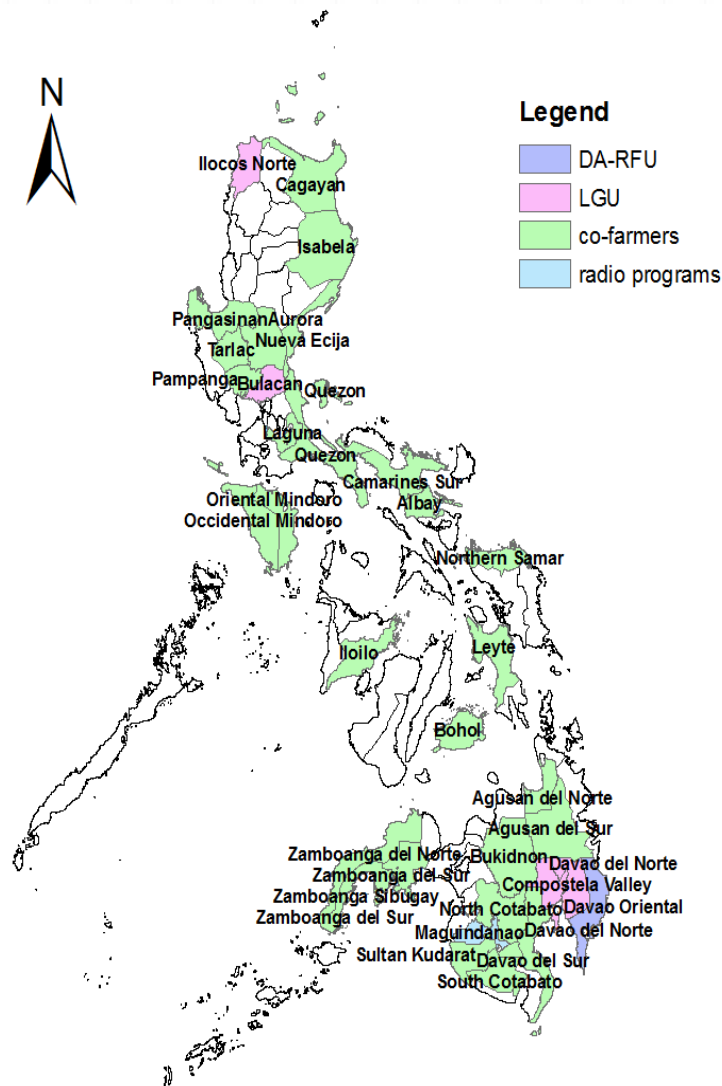 N
Legend
DA-RFU
LGU
co-farmers
radio programs
Ilocos Norte
Cagayan
Isabela
Pangasinan
Aurora
Nueva Ecija
Tarlac
Pampanga
Bulacan
Quezon
Laguna
Quezon
Camarines Sur
Albay
Oriental Mindoro
Occidental Mindoro
Northern Samar
Iloilo
Leyte
Bohol
Agusan del Norte
Agusan del Sur
Zamboanga del Norte
Bukidnon
Davao del Norte
Zamboanga del Sur
Compostela Valley
Zamboanga Sibugay
North Cotabato
Davao Oriental
Zamboanga del Sur
Maguindanao
Davao del Norte
Sultan Kudarat
Davao del Sur
South Cotabato